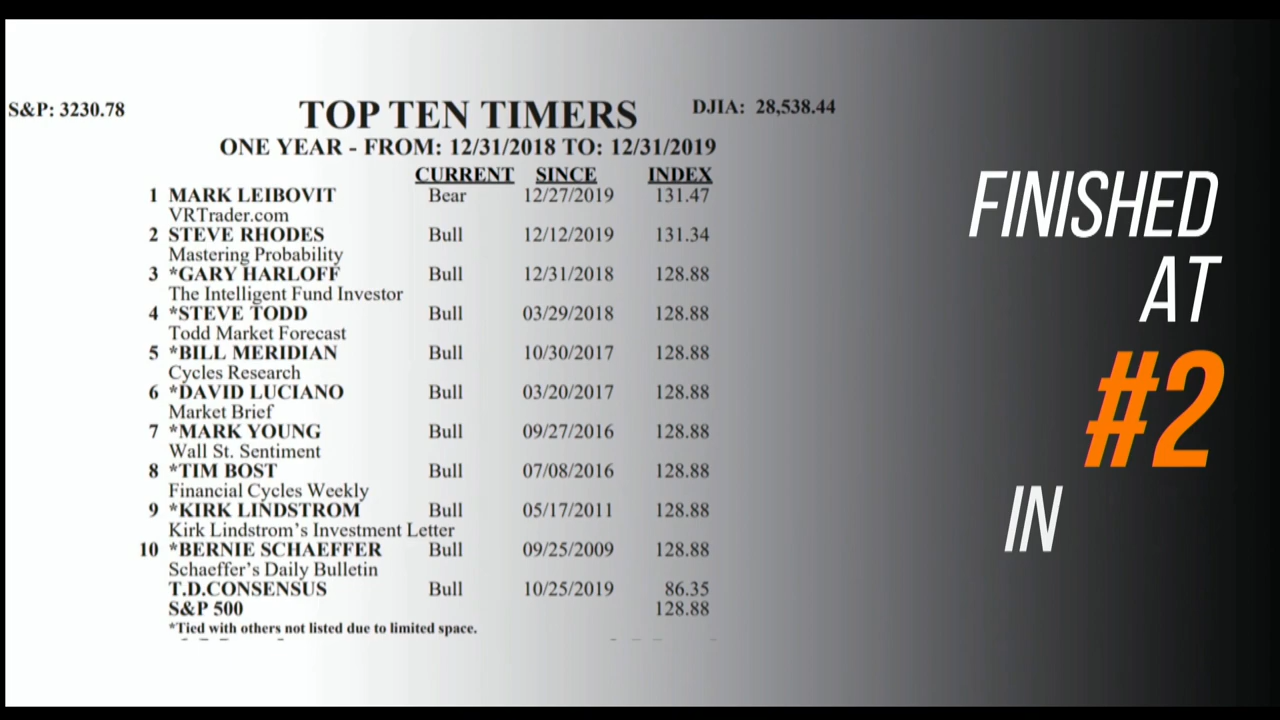 S&P: 3230.78
TOP TEN TIMERS
DJIA: 28,538.44
ONE YEAR - FROM: 12/31/2018 TO: 12/31/2019
CURRENT SINCE INDEX
1 MARK LEIBOVIT Bear 12/27/2019 131.47
VRTrader.com
2 STEVE RHODES Bull 12/12/2019 131.34
Mastering Probability
3 *GARY HARLOFF Bull 12/31/2018 128.88
The Intelligent Fund Investor
4 *STEVE TODD Bull 03/29/2018 128.88
Todd Market Forecast
5 *BILL MERIDIAN Bull 10/30/2017 128.88
Cycles Research
6 *DAVID LUCIANO Bull 03/20/2017 128.88
Market Brief
7 *MARK YOUNG Bull 09/27/2016 128.88
Wall St. Sentiment
8 *TIM BOST Bull 07/08/2016 128.88
Financial Cycles Weekly
9 *KIRK LINDSTROM Bull 05/17/2011 128.88
Kirk Lindstrom's Investment Letter
10 *BERNIE SCHAEFFER Bull 09/25/2009 128.88
Schaeffer's Daily Bulletin
T.D.CONSENSUS Bull 10/25/2019 86.35
S&P 500 128.88
*Tied with others not listed due to limited space.
FINISHED
AT
#2
IN